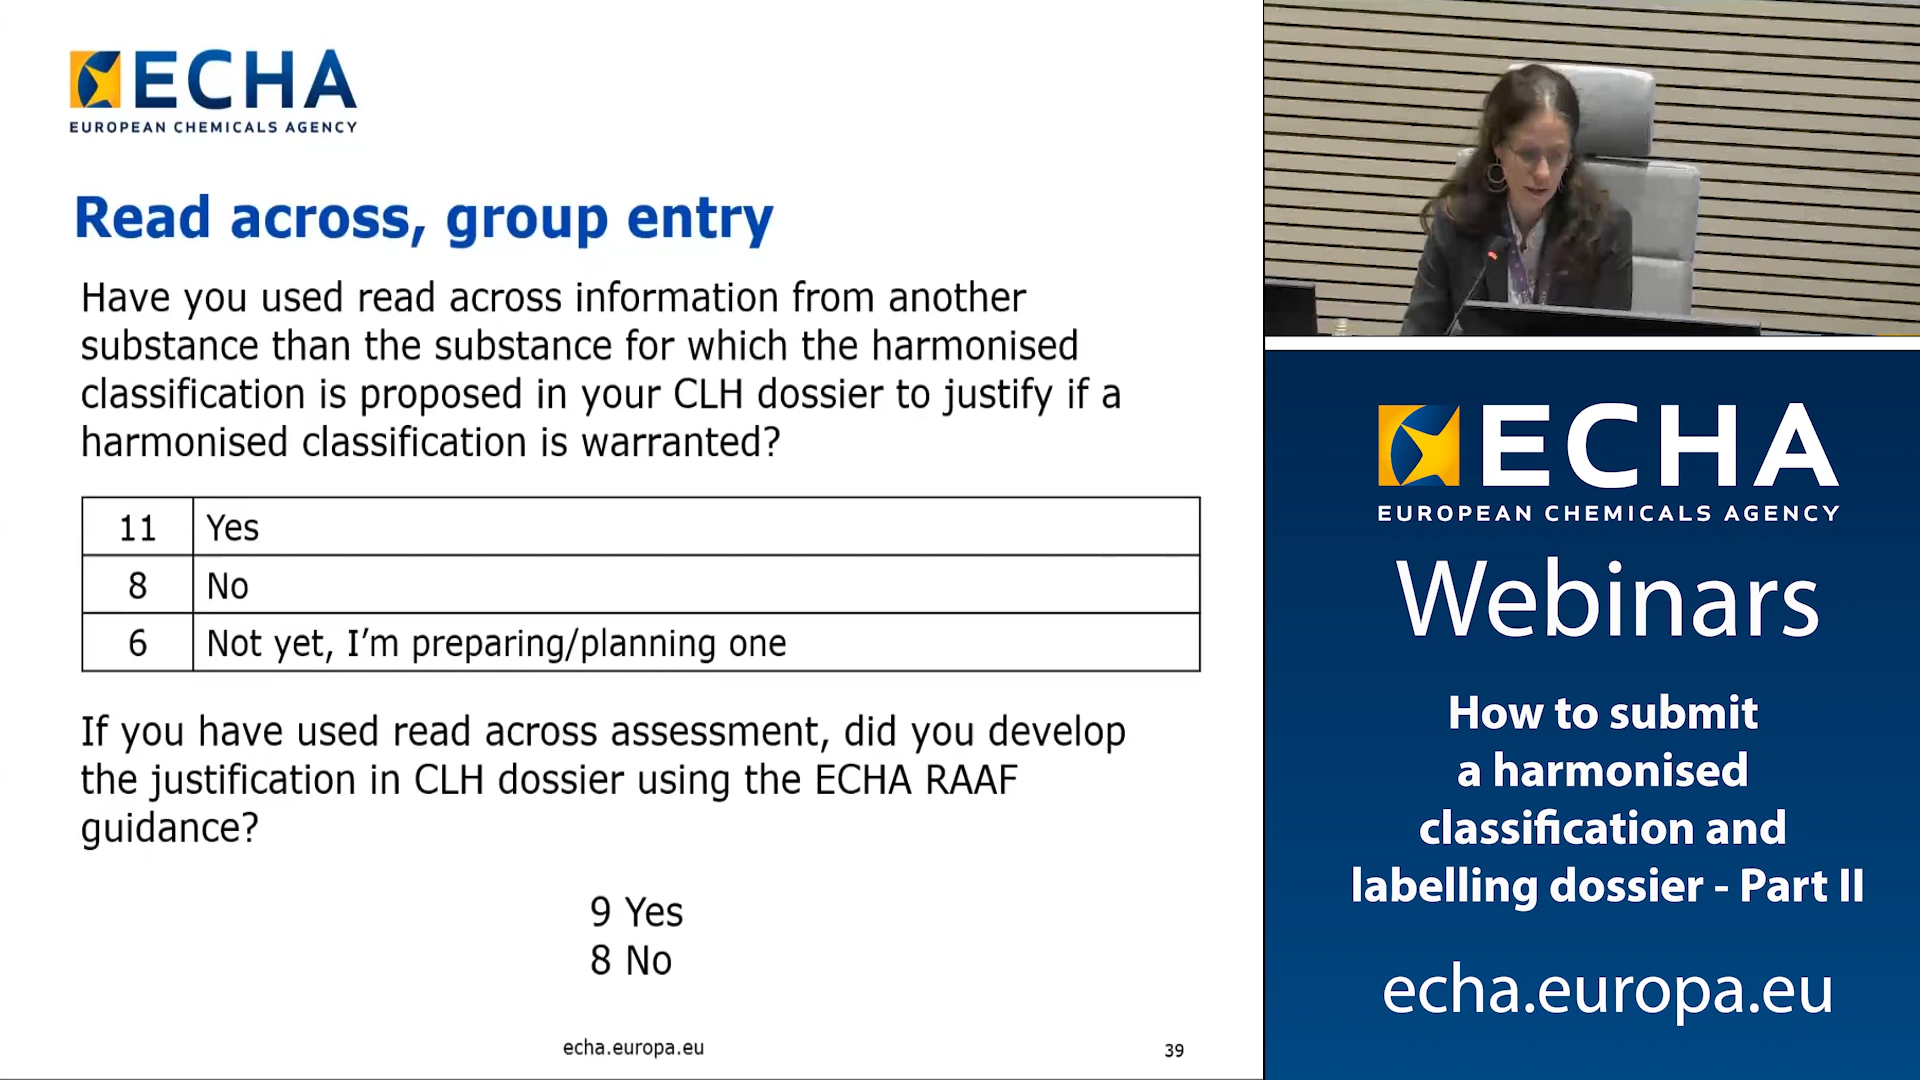 ECHA
EUROPEAN CHEMICALS AGENCY
Read across, group entry
Have you used read across information from another
substance than the substance for which the harmonised
classification is proposed in your CLH dossier to justify if a
harmonised classification is warranted?
11 Yes
8 No
6 Not yet, I’m preparing/planning one
If you have used read across assessment, did you develop
the justification in CLH dossier using the ECHA RAAF
guidance?
9 Yes
8 No
echa.europa.eu
39
ECHA
EUROPEAN CHEMICALS AGENCY
Webinars
How to submit
a harmonised
classification and
labelling dossier - Part II
echa.europa.eu